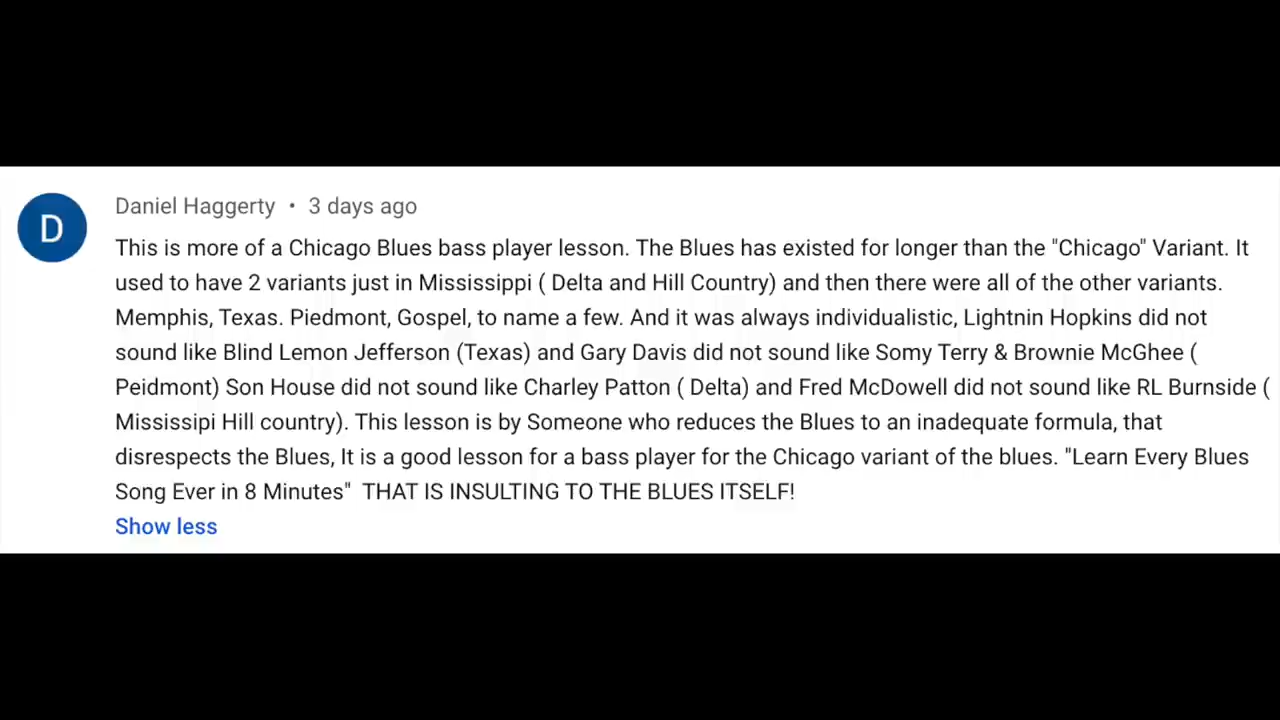 D
Daniel Haggerty • 3 days ago
This is more of a Chicago Blues bass player lesson. The Blues has existed for longer than the "Chicago" Variant. It
used to have 2 variants just in Mississippi ( Delta and Hill Country) and then there were all of the other variants.
Memphis, Texas. Piedmont, Gospel, to name a few. And it was always individualistic, Lightnin Hopkins did not
sound like Blind Lemon Jefferson (Texas) and Gary Davis did not sound like Somy Terry & Brownie McGhee (
Peidmont) Son House did not sound like Charley Patton ( Delta) and Fred McDowell did not sound like RL Burnside (
Mississipi Hill country). This lesson is by Someone who reduces the Blues to an inadequate formula, that
disrespects the Blues, It is a good lesson for a bass player for the Chicago variant of the blues. "Learn Every Blues
Song Ever in 8 Minutes"  THAT IS INSULTING TO THE BLUES ITSELF!
Show less